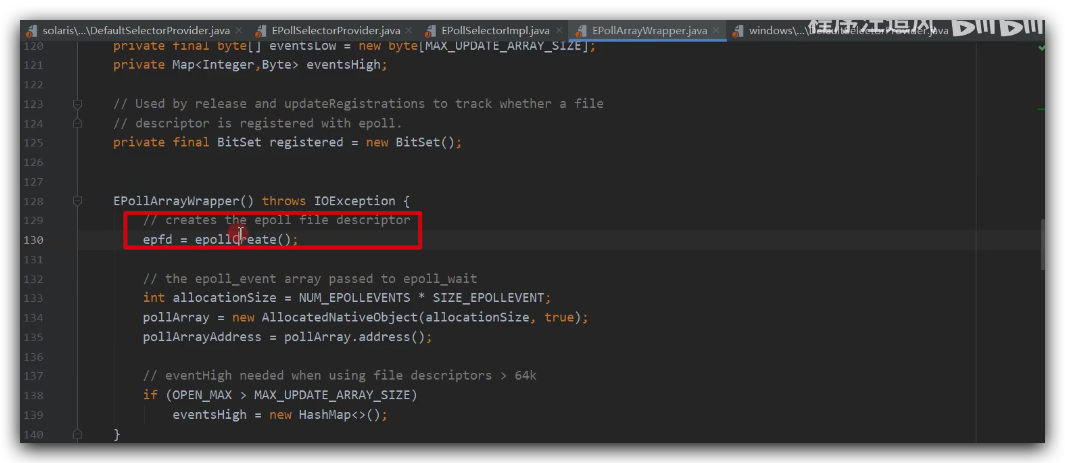 solaris\...\DefaultSelectorProvider.java EPollSelectorProvider.java EPollSelectorImpl.java EPollArrayWrapper.java windows\...\DefaultSelectorProvider.java
120 private final byte[] eventsLow = new byte[MAX_UPDATE_ARRAY_SIZE];
121 private Map<Integer,Byte> eventsHigh;
122
123 // Used by release and updateRegistrations to track whether a file
124 // descriptor is registered with epoll.
125 private final BitSet registered = new BitSet();
126
127
128 EPollArrayWrapper() throws IOException {
129 // creates the epoll file descriptor
130 epfd = epollCreate();
131
132 // the epoll_event array passed to epoll_wait
133 int allocationSize = NUM_EPOLLEVENTS * SIZE_EPOLLEVENT;
134 pollArray = new AllocatedNativeObject(allocationSize, true);
135 pollArrayAddress = pollArray.address();
136
137 // eventHigh needed when using file descriptors > 64k
138 if (OPEN_MAX > MAX_UPDATE_ARRAY_SIZE)
139 eventsHigh = new HashMap<>();
140 }